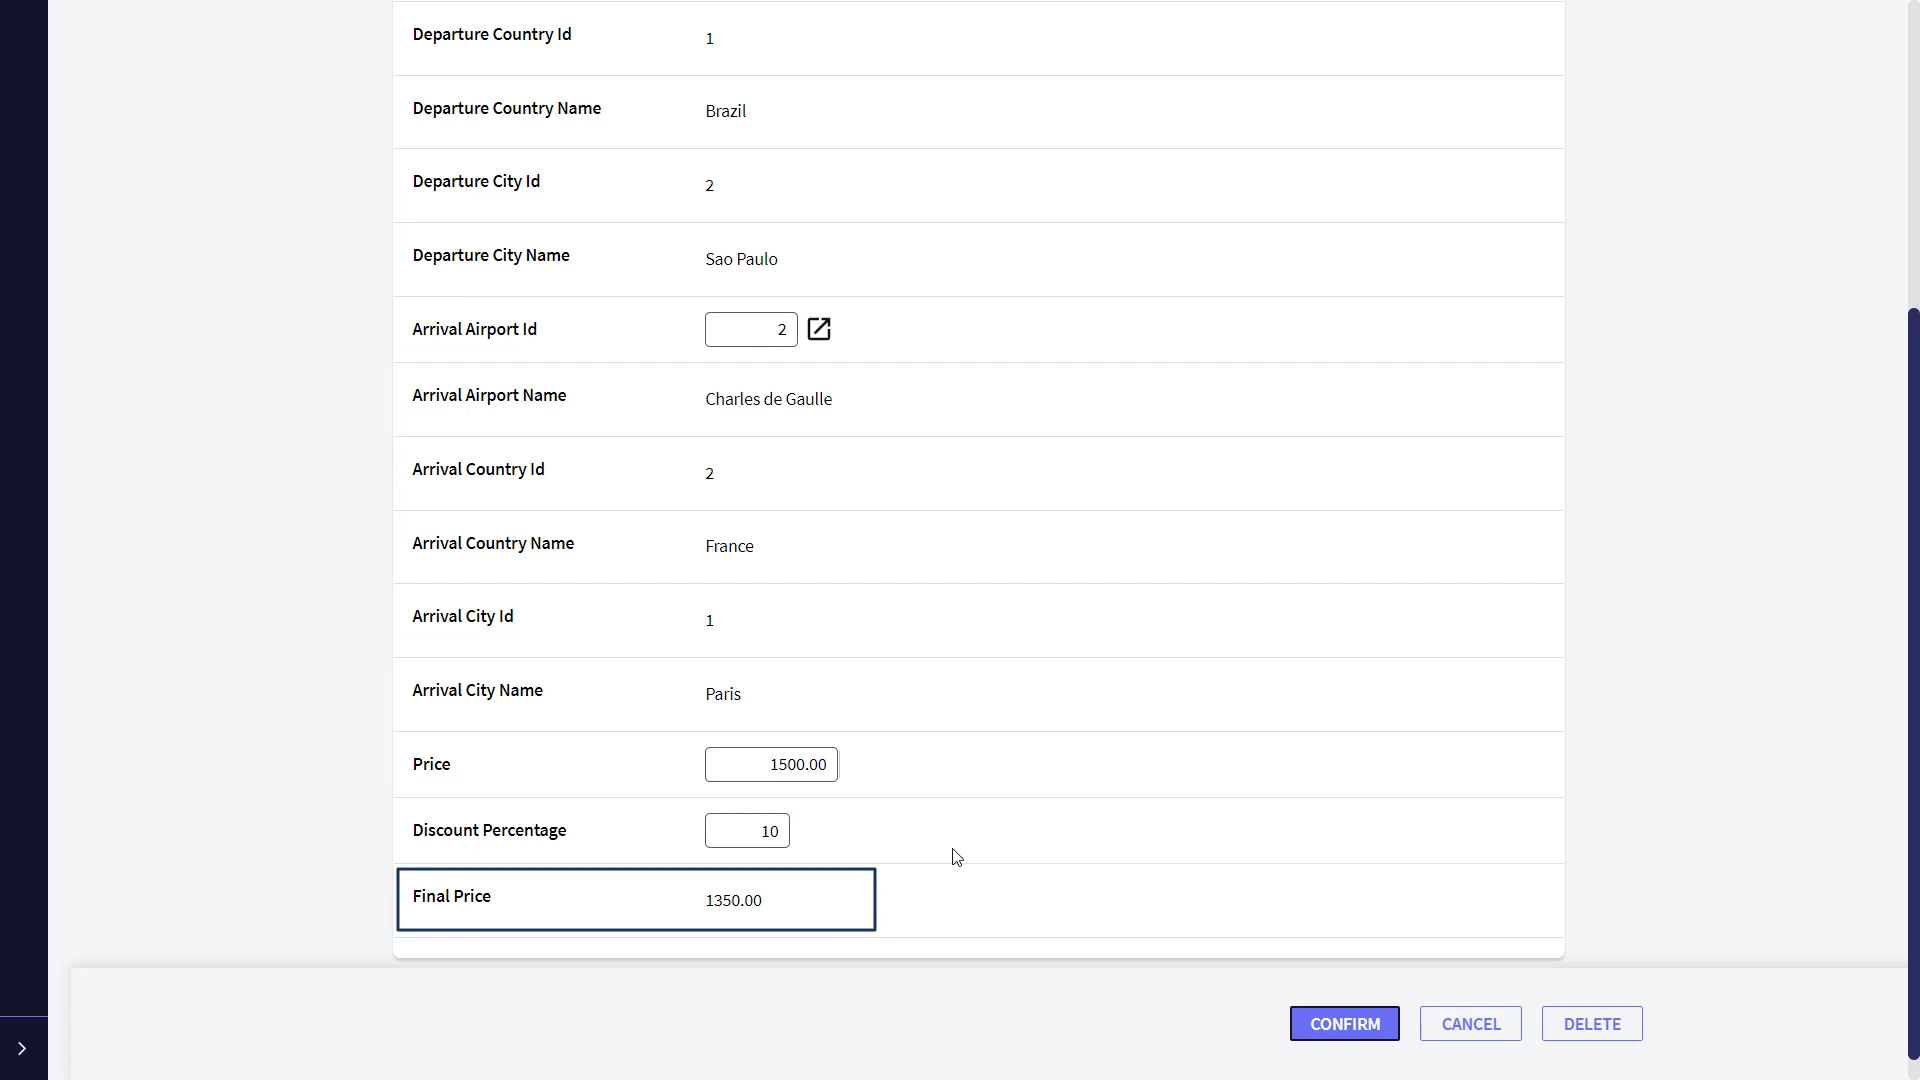 Departure Country Id 1
Departure Country Name Brazil
Departure City Id 2
Departure City Name Sao Paulo
Arrival Airport Id 2
Arrival Airport Name Charles de Gaulle
Arrival Country Id 2
Arrival Country Name France
Arrival City Id 1
Arrival City Name Paris
Price 1500.00
Discount Percentage 10
Final Price 1350.00
CONFIRM CANCEL DELETE